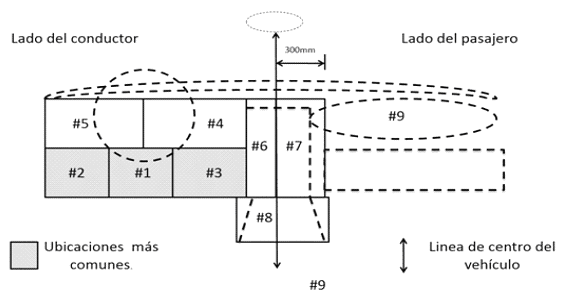 Lado del conductor
Lado del pasajero
300mm
#5
#4
#9
#6
#7
#2
#1
#3
#8
Ubicaciones más
comunes.
Linea de centro del
vehículo
#9